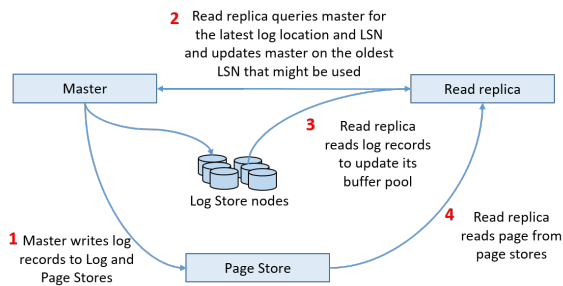 2 Read replica queries master for
the latest log location and LSN
and updates master on the oldest
LSN that might be used
Master
Read replica
3 Read replica
reads log records
to update its
buffer pool
Log Store nodes
1 Master writes log
records to Log and
Page Stores
4 Read replica
reads page from
page stores
Page Store